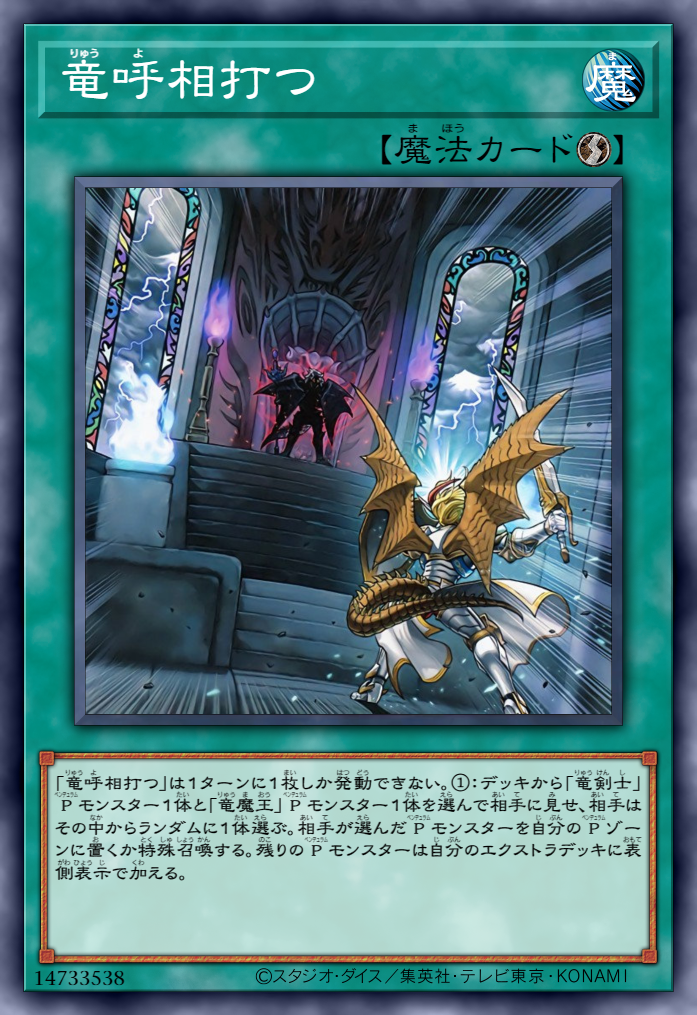 竜呼相打つ
魔
【魔法カード】
「竜呼相打つ」は1ターンに1枚しか発動できない。①:デッキから「竜剣士」
Pモンスター1体と「竜魔王」Pモンスター1体を選んで相手に見せ、相手は
その中からランダムに1体選ぶ。相手が選んだPモンスターを自分のPゾー
ンに置くか特殊召喚する。残りのPモンスターは自分のエクストラデッキに表
側表示で加える。
14733538
©スタジオ・ダイス/集英社・テレビ東京・KONAMI